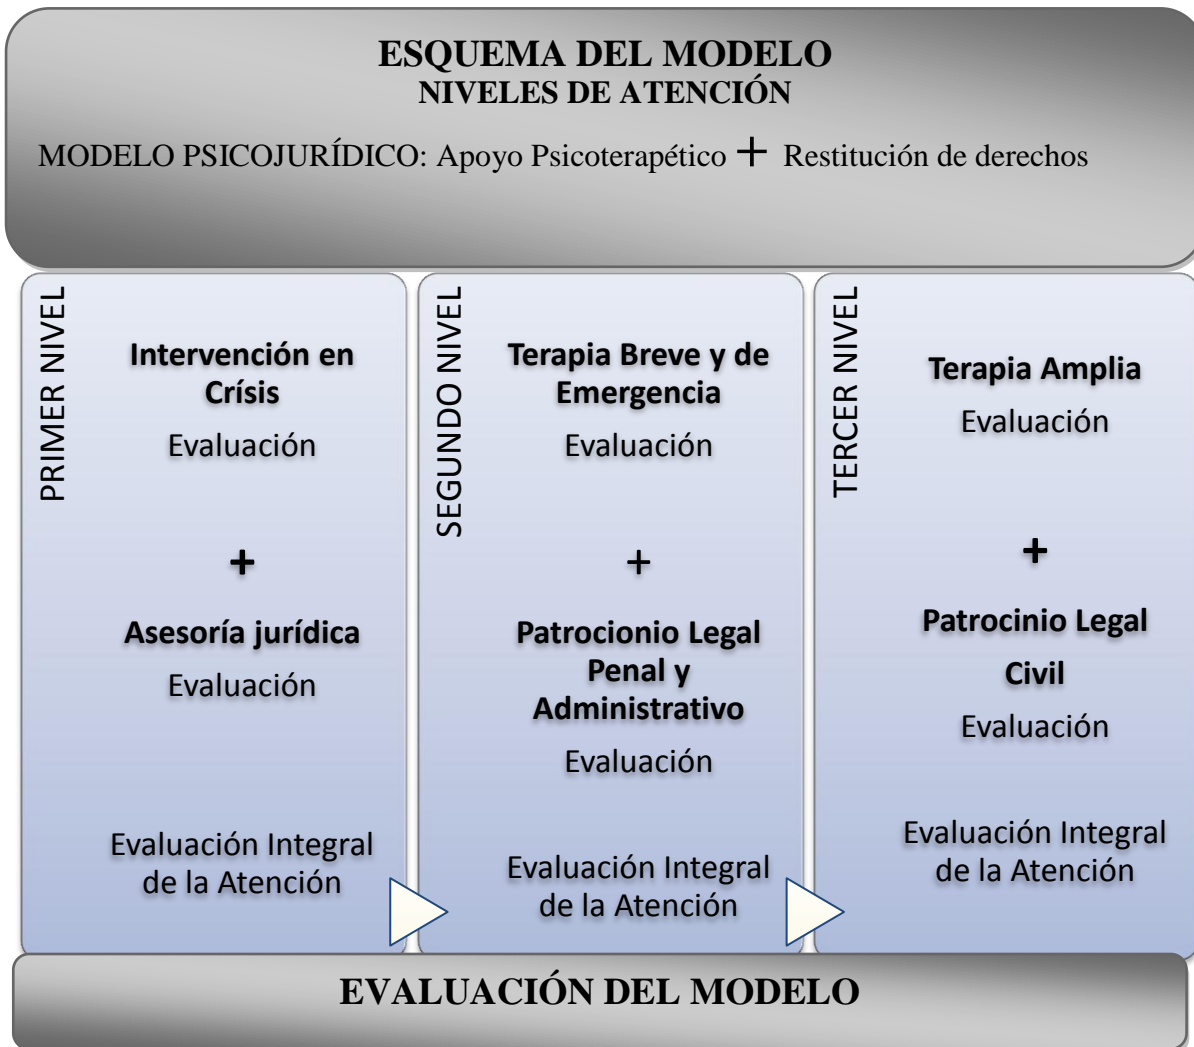 ESQUEMA DEL MODELO
NIVELES DE ATENCIÓN
MODELO PSICOJURÍDICO: Apoyo Psicoterapético + Restitución de derechos
PRIMER NIVEL
Intervención en
Crísis
Evaluación
+
Asesoría jurídica
Evaluación
Evaluación Integral
de la Atención
SEGUNDO NIVEL
Terapia Breve y de
Emergencia
Evaluación
+
Patrocionio Legal
Penal y
Administrativo
Evaluación
Evaluación Integral
de la Atención
TERCER NIVEL
Terapia Amplia
Evaluación
+
Patrocinio Legal
Civil
Evaluación
Evaluación Integral
de la Atención
EVALUACIÓN DEL MODELO